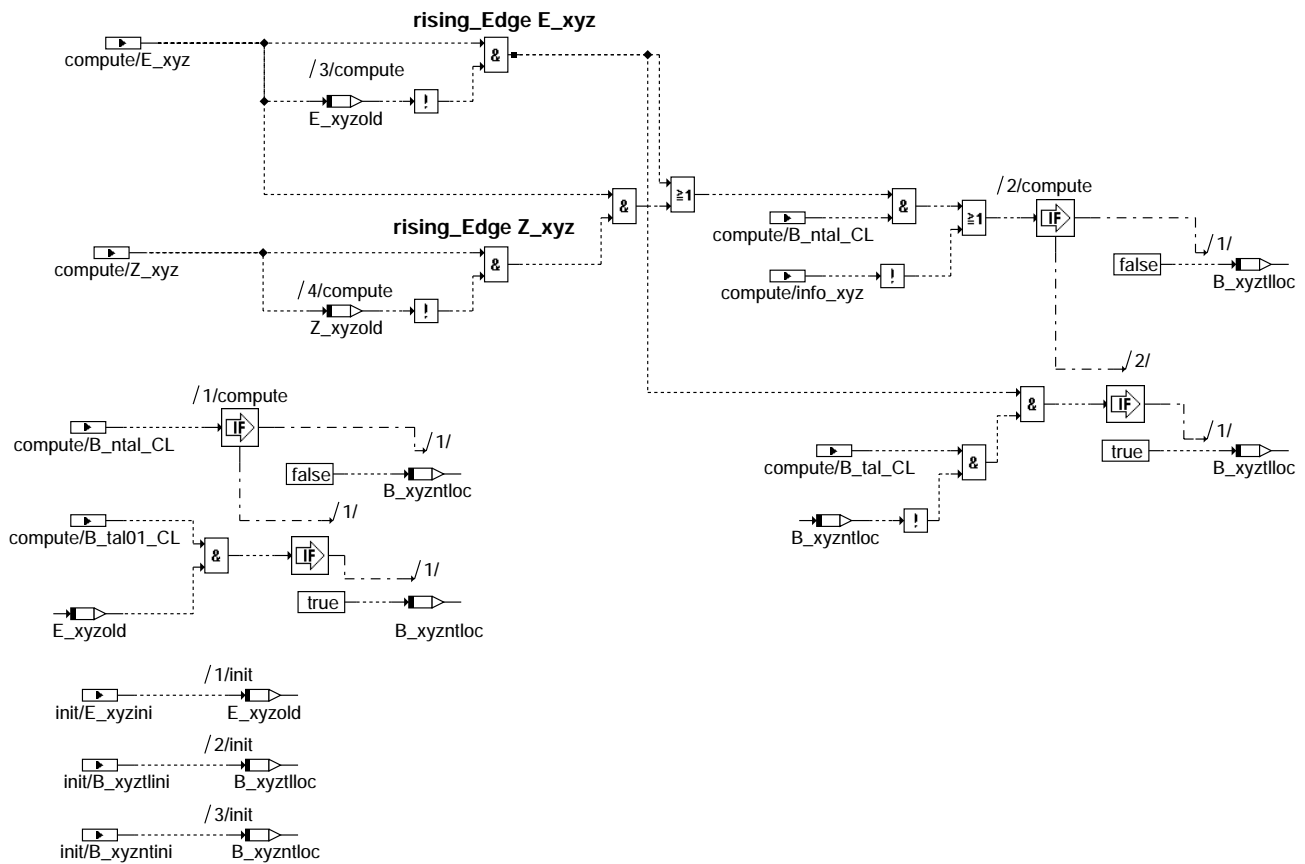 rising_Edge E_xyz
compute/E_xyz
/3/compute
&
!
E_xyzold
/2/compute
≥1
&
&
≥1
IF
rising_Edge Z_xyz
compute/B_ntal_CL
/1/
&
false
compute/Z_xyz
B_xyztlloc
/4/compute
!
compute/info_xyz
!
Z_xyzold
/2/
/1/compute
&
IF
IF
compute/B_ntal_CL
/1/
/1/
&
true
false
compute/B_tal_CL
B_xyztlloc
B_xyzntloc
/1/
!
compute/B_tal01_CL
B_xyzntloc
&
IF
/1/
true
E_xyzold
B_xyzntloc
/1/init
init/E_xyzini
E_xyzold
/2/init
init/B_xyztlini
B_xyztlloc
/3/init
init/B_xyzntini
B_xyzntloc